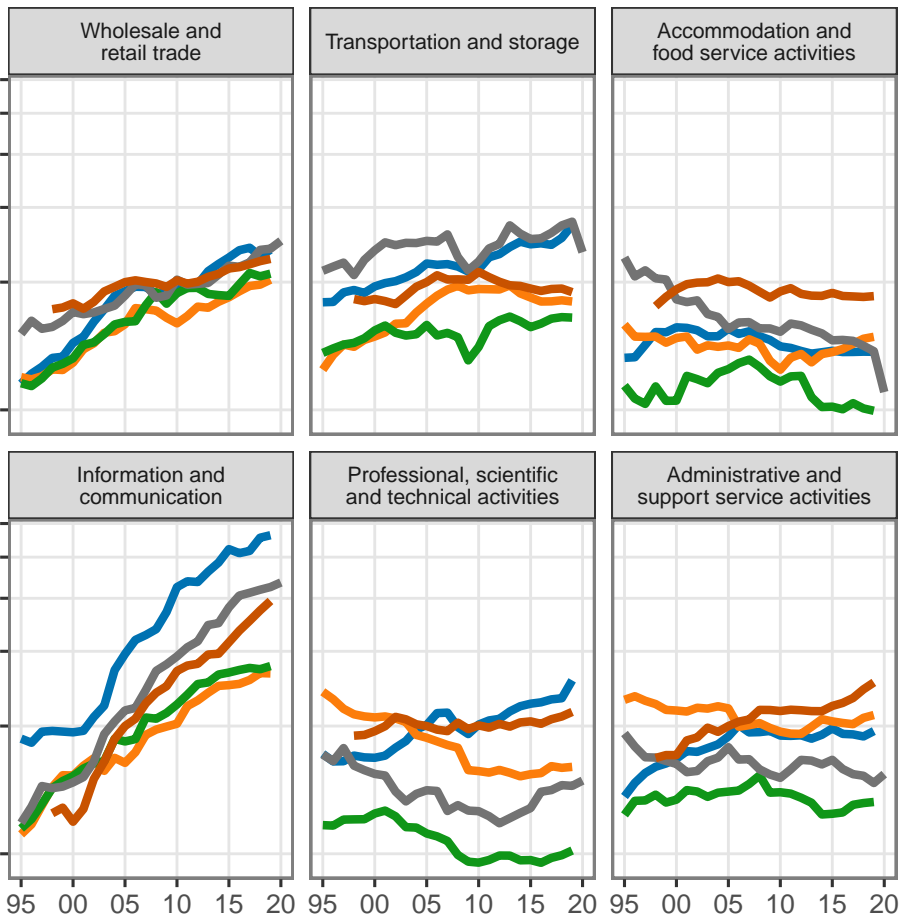 Wholesale and
retail trade
Transportation and storage
Accommodation and
food service activities
Information and
communication
Professional, scientific
and technical activities
Administrative and
support service activities
95 00 05 10 15 20 95 00 05 10 15 20 95 00 05 10 15 20